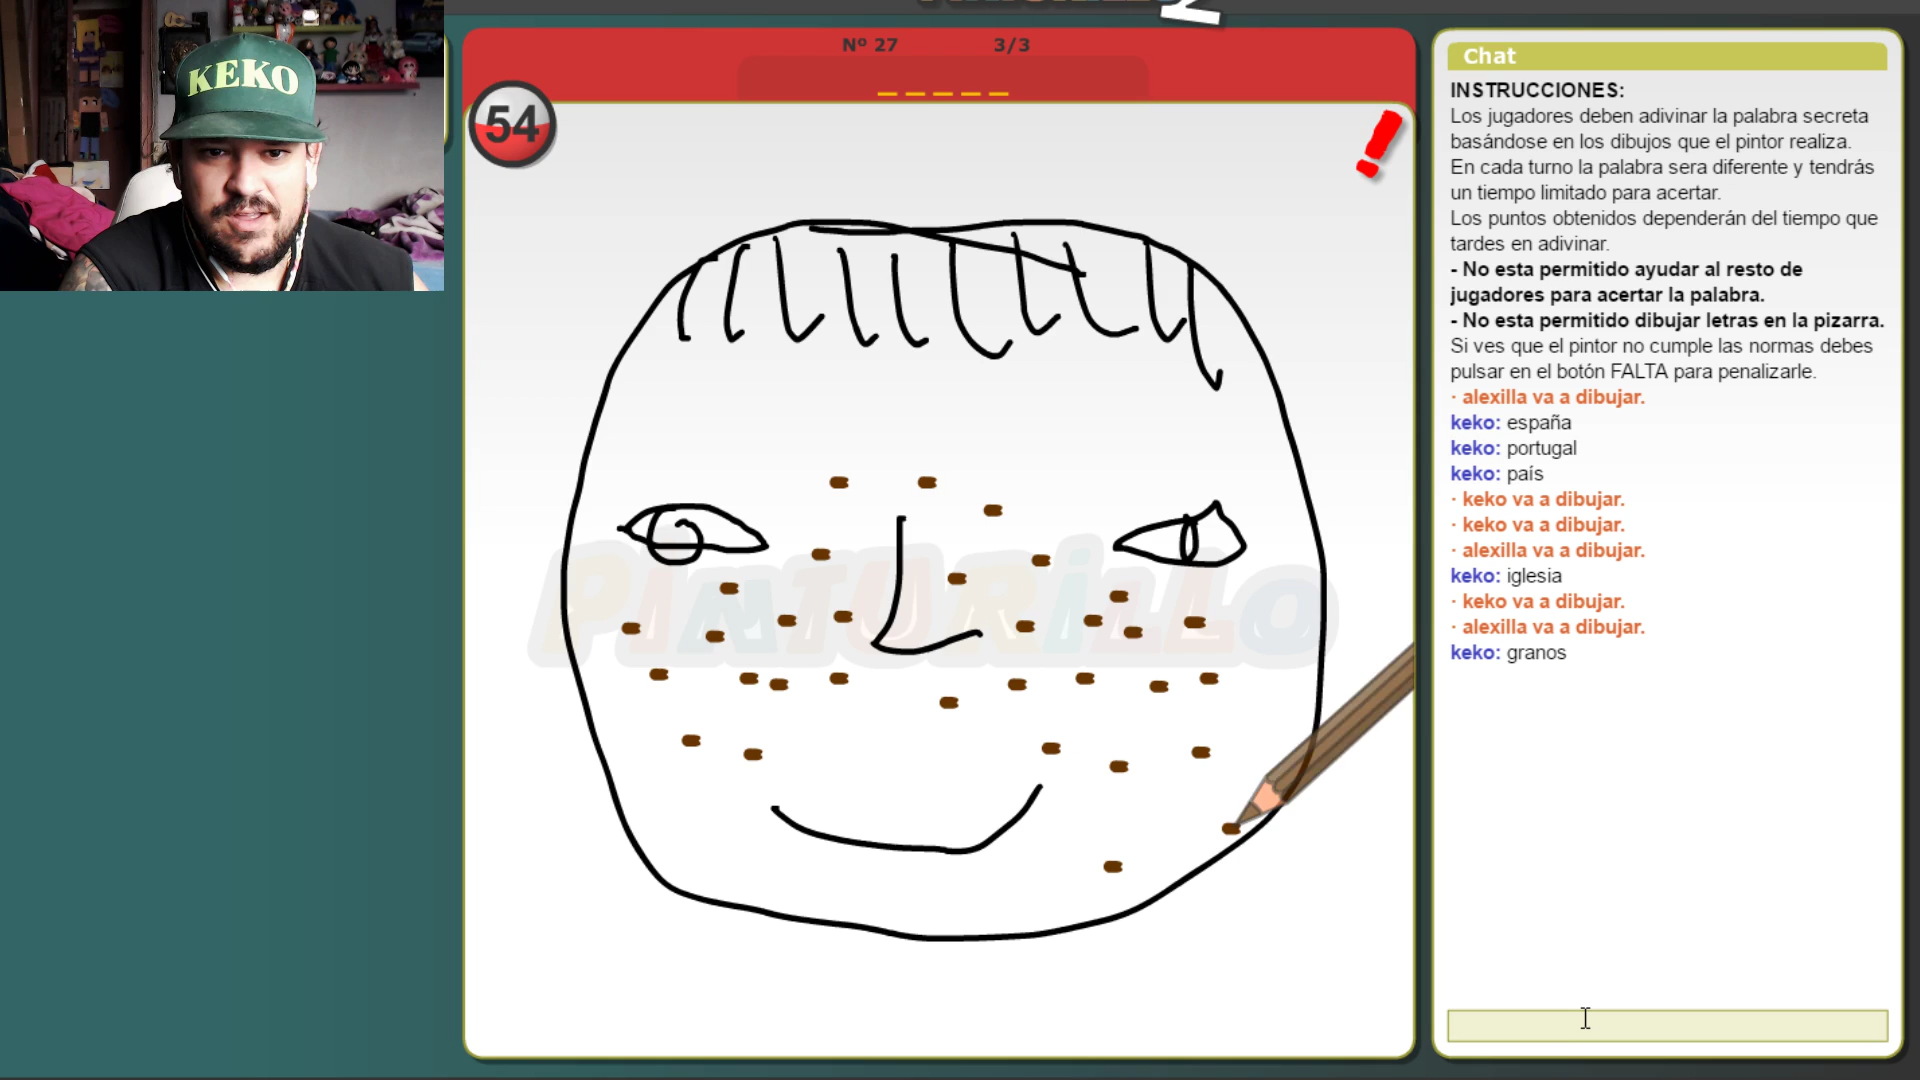 KEKO
Nº 27 3/3
_ _ _ _ _
54
PINTURILLO
Chat
INSTRUCCIONES:
Los jugadores deben adivinar la palabra secreta
basándose en los dibujos que el pintor realiza.
En cada turno la palabra sera diferente y tendrás
un tiempo limitado para acertar.
Los puntos obtenidos dependerán del tiempo que
tardes en adivinar.
- No esta permitido ayudar al resto de
jugadores para acertar la palabra.
- No esta permitido dibujar letras en la pizarra.
Si ves que el pintor no cumple las normas debes
pulsar en el botón FALTA para penalizarle.
· alexilla va a dibujar.
keko: españa
keko: portugal
keko: país
· keko va a dibujar.
· keko va a dibujar.
· alexilla va a dibujar.
keko: iglesia
· keko va a dibujar.
· alexilla va a dibujar.
keko: granos